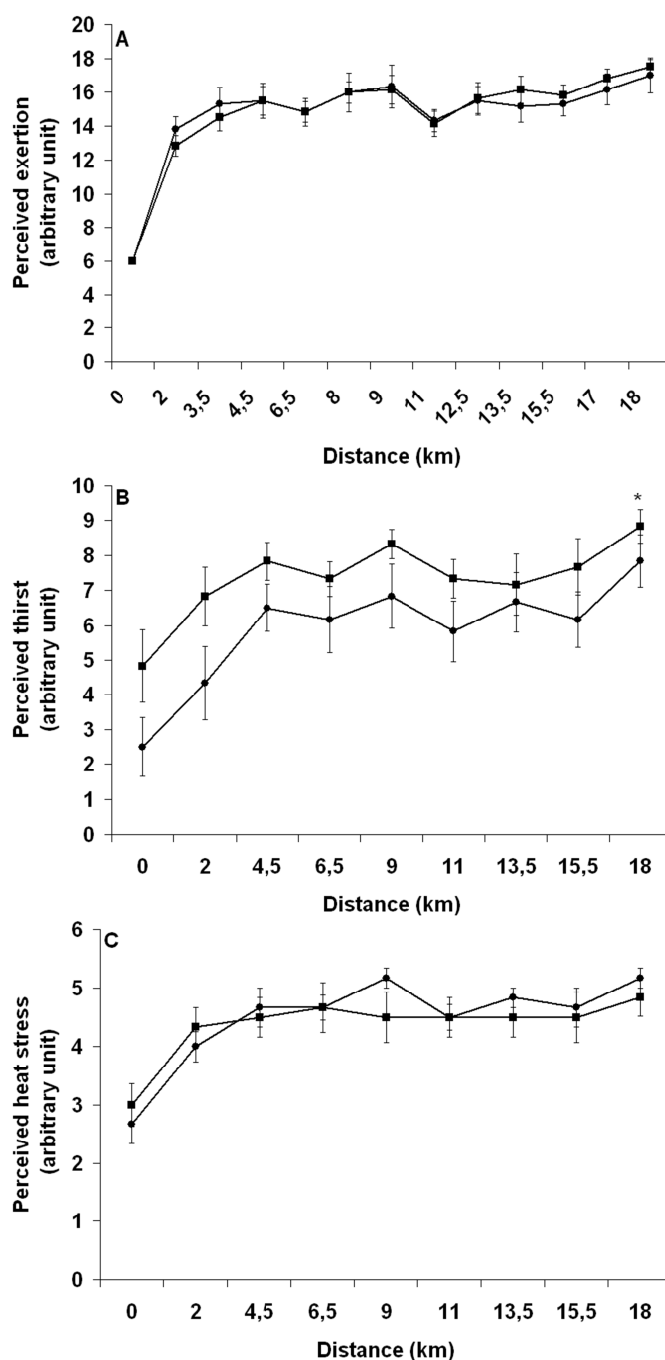 A
Perceived exertion
(arbitrary unit)
20
18
16
14
12
10
8
6
4
2
0
0 2 3,5 4,5 6,5 8 9 11 12,5 13,5 15,5 17 18
Distance (km)
B
*
Perceived thirst
(arbitrary unit)
10
9
8
7
6
5
4
3
2
1
0
0 2 4,5 6,5 9 11 13,5 15,5 18
Distance (km)
C
Perceived heat stress
(arbitrary unit)
6
5
4
3
2
1
0
0 2 4,5 6,5 9 11 13,5 15,5 18
Distance (km)